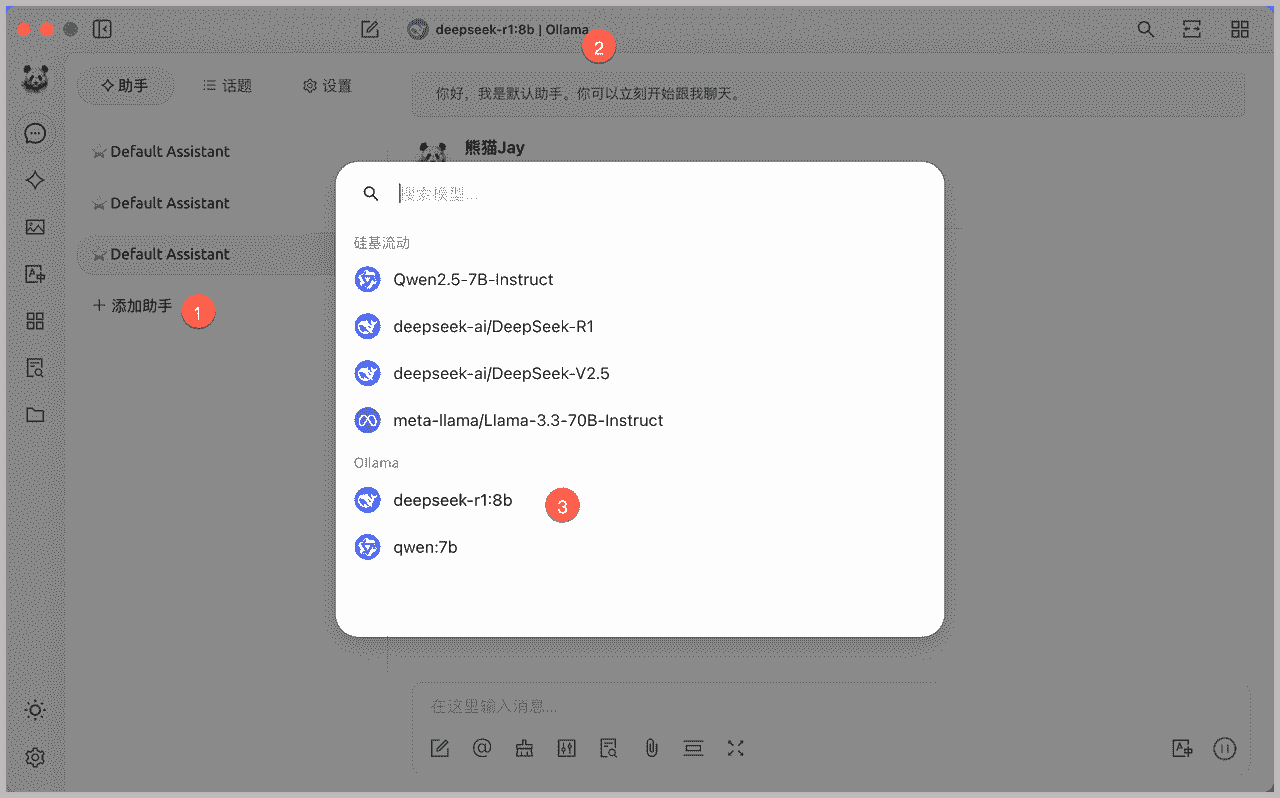 deepseek-r1:8b | Ollama
2
助手
话题
设置
你好，我是默认助手。你可以立刻开始跟我聊天。
Default Assistant
熊猫Jay
Default Assistant
Default Assistant
添加助手
1
搜索模型...
硅基流动
Qwen2.5-7B-Instruct
deepseek-ai/DeepSeek-R1
deepseek-ai/DeepSeek-V2.5
meta-llama/Llama-3.3-70B-Instruct
Ollama
deepseek-r1:8b
3
qwen:7b
在这里输入消息...